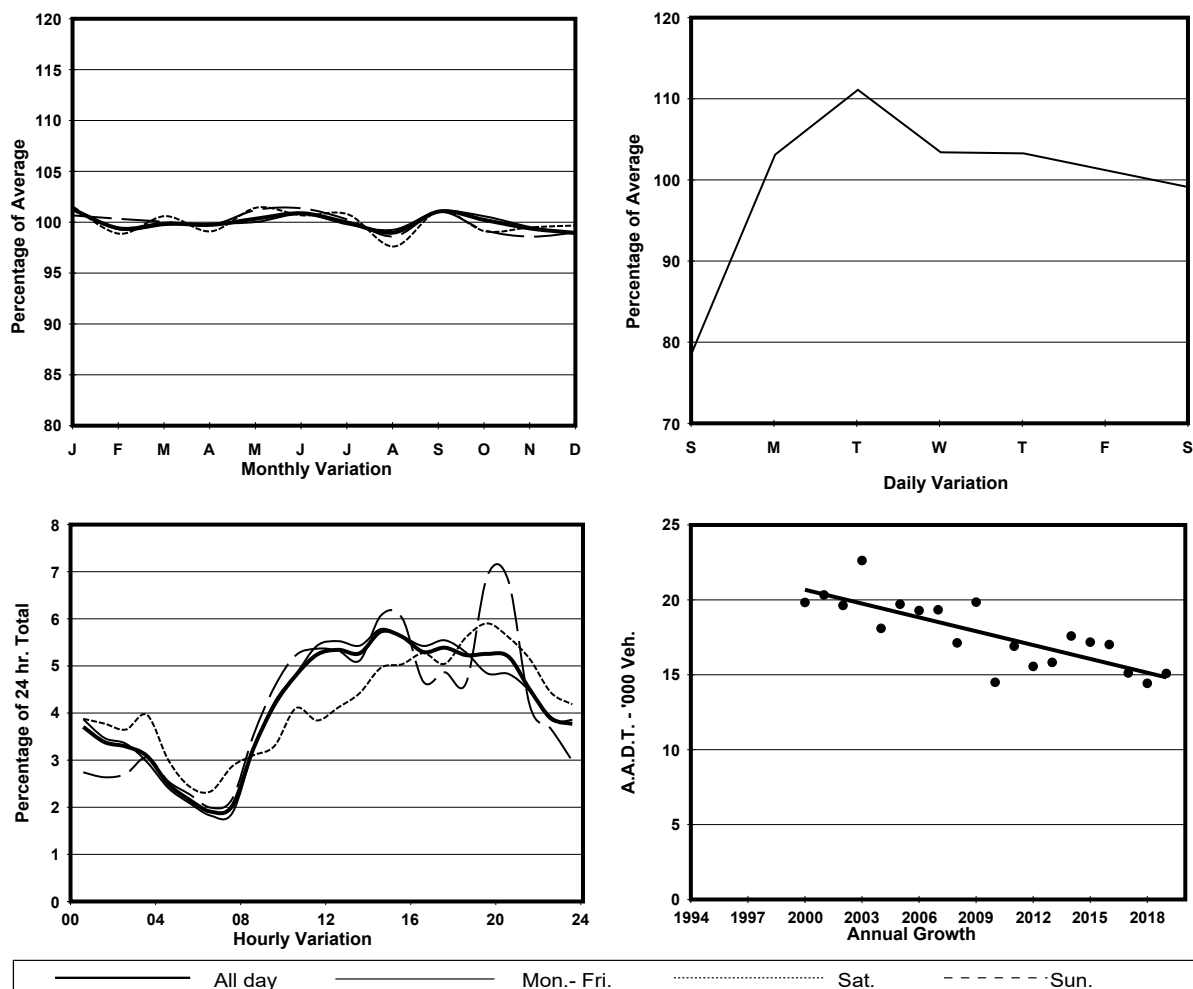 120
115
110
105
100
95
90
85
80
Percentage of Average
J F M A M J J A S O N D
Monthly Variation
120
110
100
90
80
70
Percentage of Average
S M T W T F S
Daily Variation
8
7
6
5
4
3
2
1
0
Percentage of 24 hr. Total
00 04 08 12 16 20 24
Hourly Variation
25
20
15
10
5
0
A.A.D.T. - '000 Veh.
1994 1997 2000 2003 2006 2009 2012 2015 2018
Annual Growth
All day Mon.- Fri. Sat. Sun.